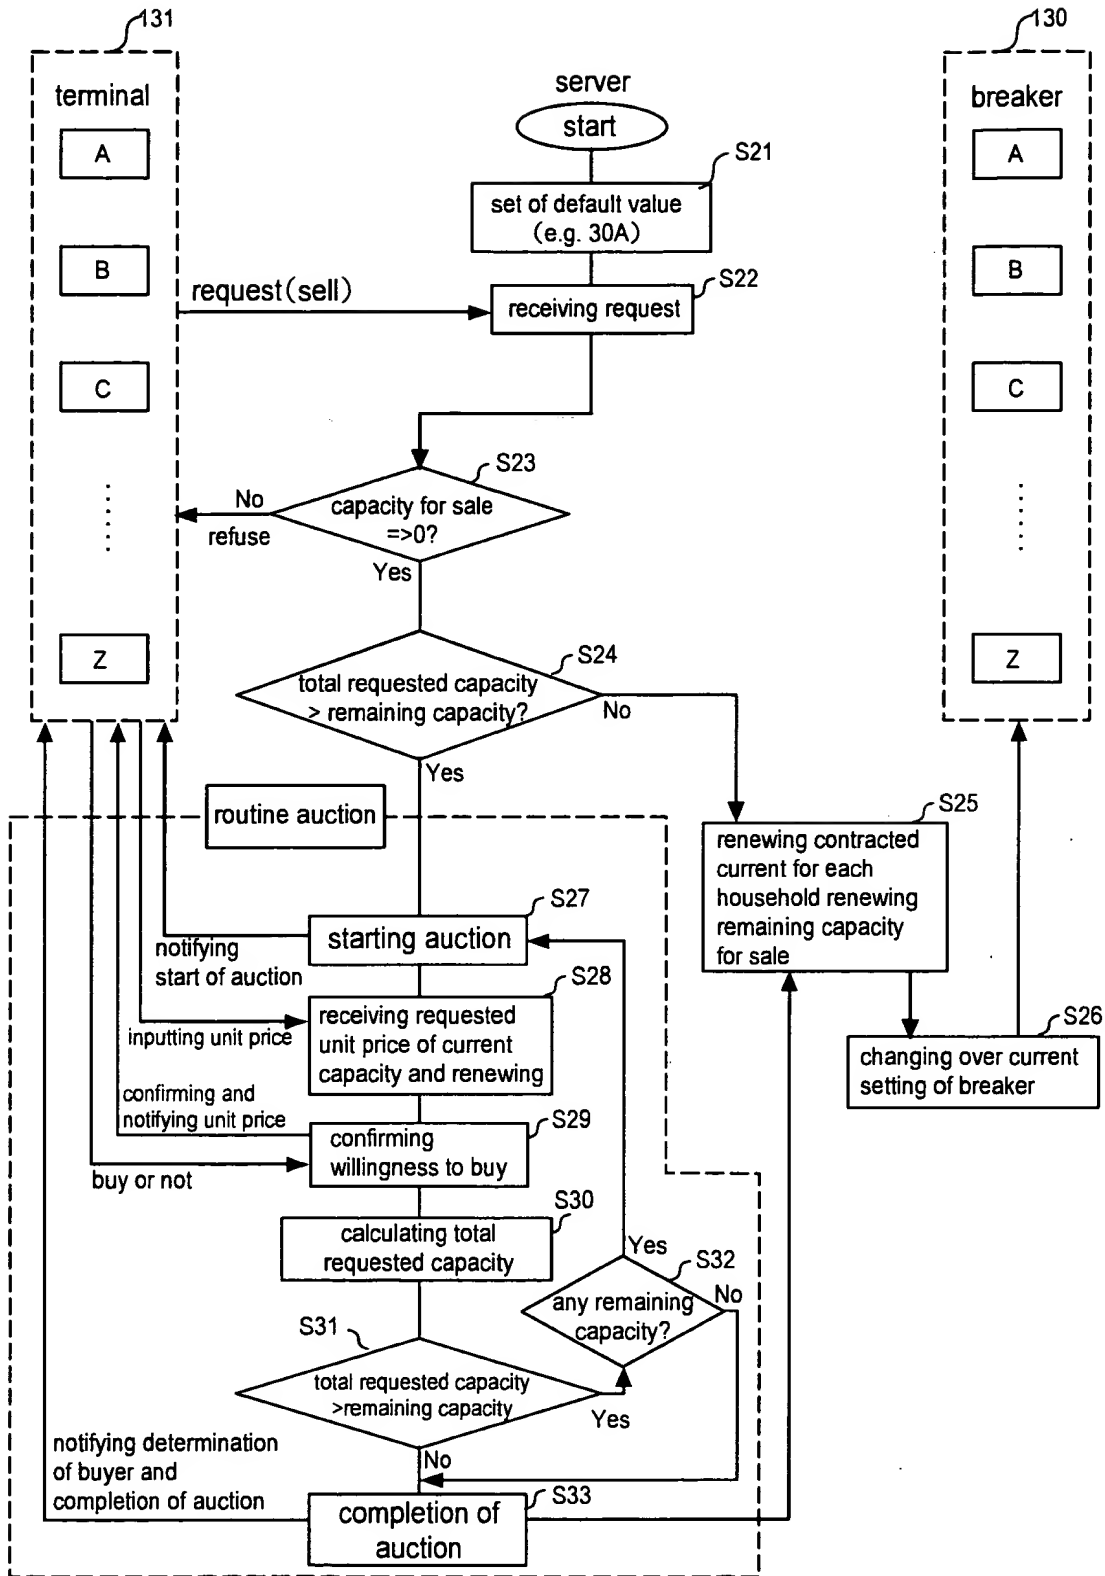 131
130
terminal
server
breaker
A
start
A
S21
set of default value
(e.g. 30A)
B
B
request(sell)
S22
receiving request
C
C
S23
No
capacity for sale
=>0?
refuse
Yes
Z
Z
S24
total requested capacity
> remaining capacity?
No
Yes
routine auction
S25
renewing contracted
current for each
household renewing
remaining capacity
for sale
S27
starting auction
notifying
start of auction
S28
receiving requested
unit price of current
capacity and renewing
inputting unit price
S26
changing over current
setting of breaker
confirming and
notifying unit price
S29
confirming
willingness to buy
buy or not
S30
calculating total
requested capacity
Yes
S32
No
any remaining
capacity?
S31
total requested capacity
>remaining capacity
Yes
No
notifying determination
of buyer and
completion of auction
S33
completion of
auction